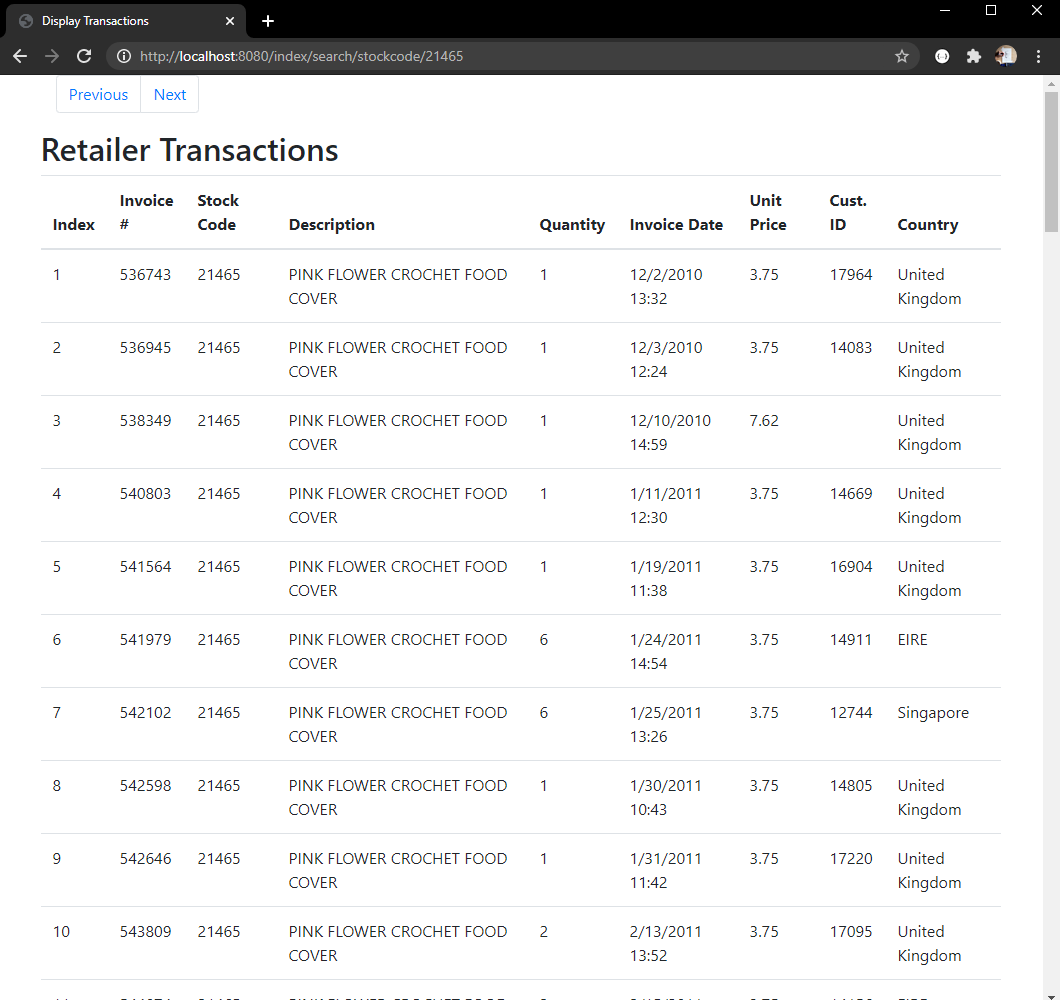 Display Transactions
http://localhost:8080/index/search/stockcode/21465
Previous Next
Retailer Transactions
Index Invoice # Stock Code Description Quantity Invoice Date Unit Price Cust. ID Country
1 536743 21465 PINK FLOWER CROCHET FOOD COVER 1 12/2/2010 13:32 3.75 17964 United Kingdom
2 536945 21465 PINK FLOWER CROCHET FOOD COVER 1 12/3/2010 12:24 3.75 14083 United Kingdom
3 538349 21465 PINK FLOWER CROCHET FOOD COVER 1 12/10/2010 14:59 7.62 United Kingdom
4 540803 21465 PINK FLOWER CROCHET FOOD COVER 1 1/11/2011 12:30 3.75 14669 United Kingdom
5 541564 21465 PINK FLOWER CROCHET FOOD COVER 1 1/19/2011 11:38 3.75 16904 United Kingdom
6 541979 21465 PINK FLOWER CROCHET FOOD COVER 6 1/24/2011 14:54 3.75 14911 EIRE
7 542102 21465 PINK FLOWER CROCHET FOOD COVER 6 1/25/2011 13:26 3.75 12744 Singapore
8 542598 21465 PINK FLOWER CROCHET FOOD COVER 1 1/30/2011 10:43 3.75 14805 United Kingdom
9 542646 21465 PINK FLOWER CROCHET FOOD COVER 1 1/31/2011 11:42 3.75 17220 United Kingdom
10 543809 21465 PINK FLOWER CROCHET FOOD COVER 2 2/13/2011 13:52 3.75 17095 United Kingdom